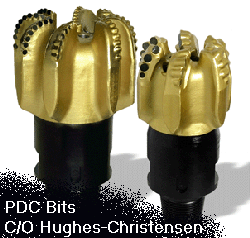 PDC Bits
C/O Hughes-Christensen